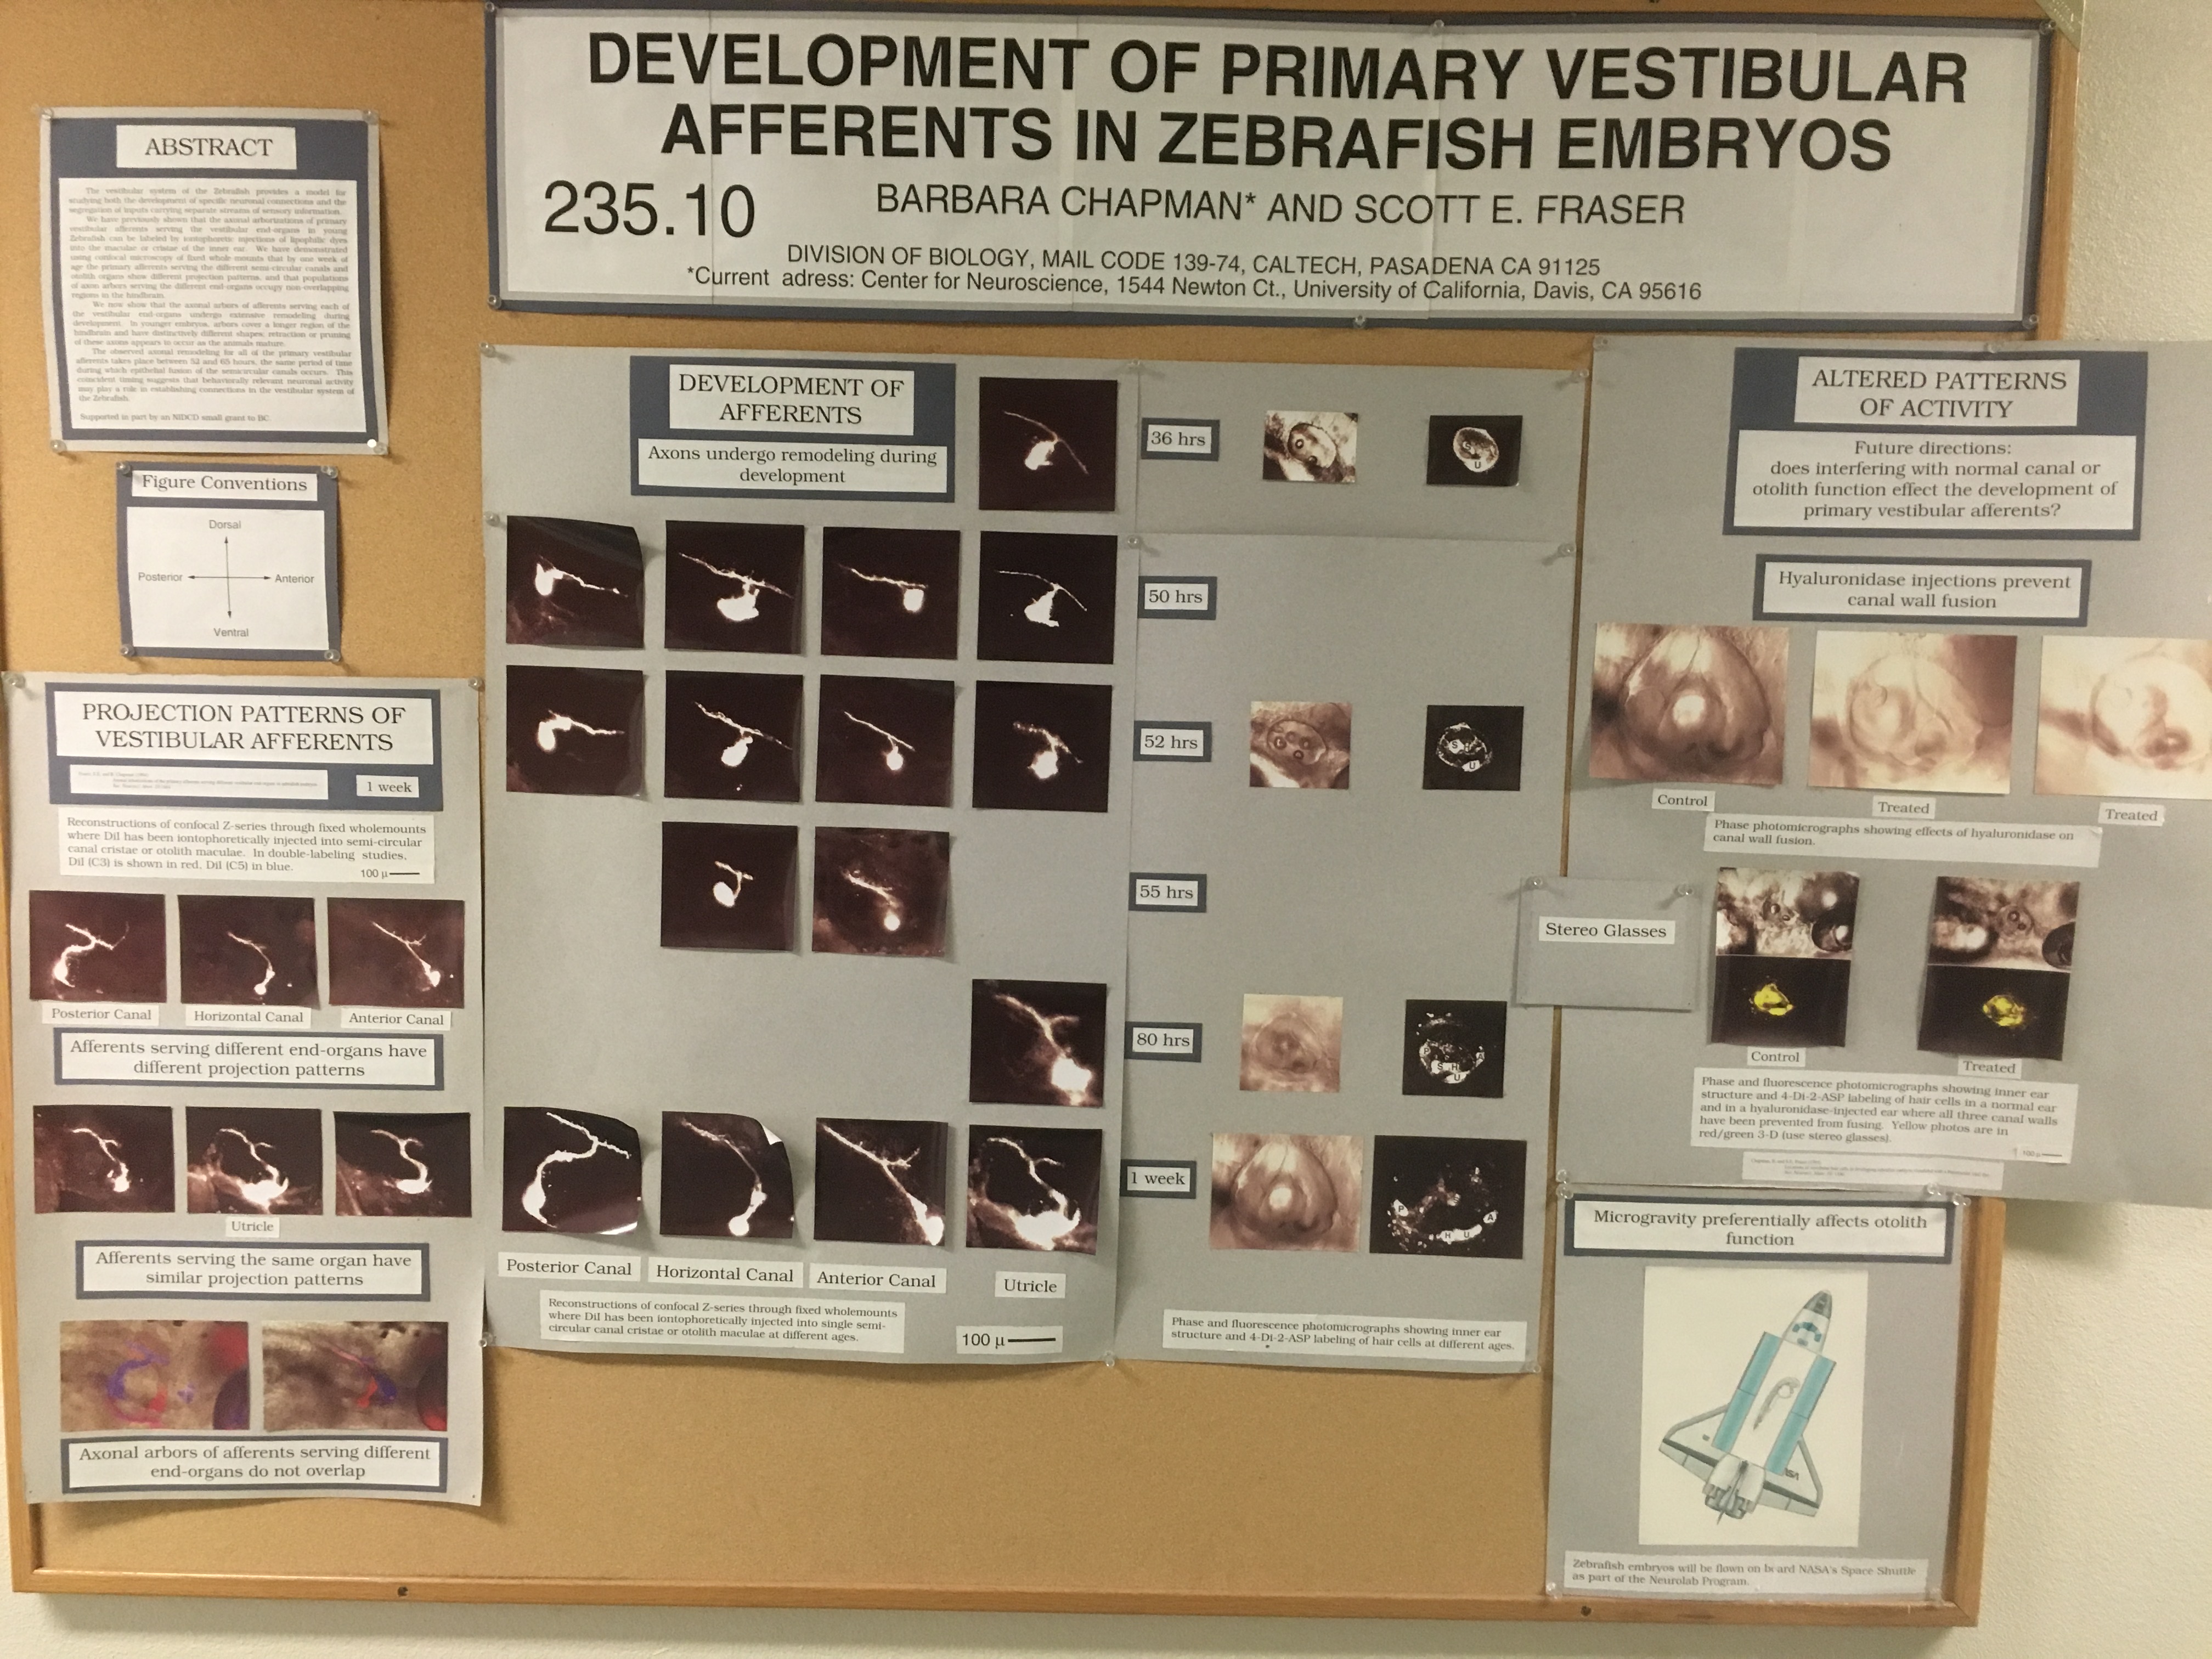 DEVELOPMENT OF PRIMARY VESTIBULAR
AFFERENTS IN ZEBRAFISH EMBRYOS
235.10
BARBARA CHAPMAN* AND SCOTT E. FRASER
DIVISION OF BIOLOGY, MAIL CODE 139-74, CALTECH, PASADENA CA 91125
*Current adress: Center for Neuroscience, 1544 Newton Ct., University of California, Davis, CA 95616
ABSTRACT
The vestibular system of the Zebrafish provides a model for
studying both the development of specific neuronal connections and the
segregation of inputs carrying separate streams of sensory information.
We have previously shown that the axonal arborizations of primary
vestibular afferents serving the vestibular end-organs in young
Zebrafish can be labeled by iontophoretic injections of lipophilic dyes
into the maculae or cristae of the inner ear. We have demonstrated
using confocal microscopy of fixed whole-mounts that by one week of
age the primary afferents serving the different semi-circular canals and
otolith organs show different projection patterns, and that populations
of axon arbors serving the different end-organs occupy non-overlapping
regions in the hindbrain.
We now show that the axonal arbors of afferents serving each of
the vestibular end-organs undergo extensive remodeling during
development. In younger embryos, arbors cover a longer region of the
hindbrain and have distinctively different shapes; retraction or pruning
of these axons appears to occur as the animals mature.
The observed axonal remodeling for all of the primary vestibular
afferents takes place between 52 and 65 hours, the same period of time
during which epithelial fusion of the semicircular canals occurs. This
coincident timing suggests that behaviorally relevant neuronal activity
may play a role in establishing connections in the vestibular system of
the Zebrafish.
Supported in part by an NIDCD small grant to BC.
Figure Conventions
Dorsal
Posterior
Anterior
Ventral
PROJECTION PATTERNS OF
VESTIBULAR AFFERENTS
1 week
Reconstructions of confocal Z-series through fixed wholemounts
where DiI has been iontophoretically injected into semi-circular
canal cristae or otolith maculae. In double-labeling studies,
DiI (C3) is shown in red, DiI (C5) in blue.
100 µ
Posterior Canal
Horizontal Canal
Anterior Canal
Afferents serving different end-organs have
different projection patterns
Utricle
Afferents serving the same organ have
similar projection patterns
Axonal arbors of afferents serving different
end-organs do not overlap
DEVELOPMENT OF
AFFERENTS
Axons undergo remodeling during
development
36 hrs
U
50 hrs
52 hrs
S
U
55 hrs
80 hrs
P
A
S H
U
1 week
P
A
H U
Posterior Canal
Horizontal Canal
Anterior Canal
Utricle
Reconstructions of confocal Z-series through fixed wholemounts
where DiI has been iontophoretically injected into single semi-
circular canal cristae or otolith maculae at different ages.
100 µ
Phase and fluorescence photomicrographs showing inner ear
structure and 4-Di-2-ASP labeling of hair cells at different ages.
ALTERED PATTERNS
OF ACTIVITY
Future directions:
does interfering with normal canal or
otolith function effect the development of
primary vestibular afferents?
Hyaluronidase injections prevent
canal wall fusion
Control
Treated
Treated
Phase photomicrographs showing effects of hyaluronidase on
canal wall fusion.
Stereo Glasses
Control
Treated
Phase and fluorescence photomicrographs showing inner ear
structure and 4-Di-2-ASP labeling of hair cells in a normal ear
and in a hyaluronidase-injected ear where all three canal walls
have been prevented from fusing. Yellow photos are in
red/green 3-D (use stereo glasses).
100 µ
Microgravity preferentially affects otolith
function
USA
Zebrafish embryos will be flown on board NASA's Space Shuttle
as part of the Neurolab Program.